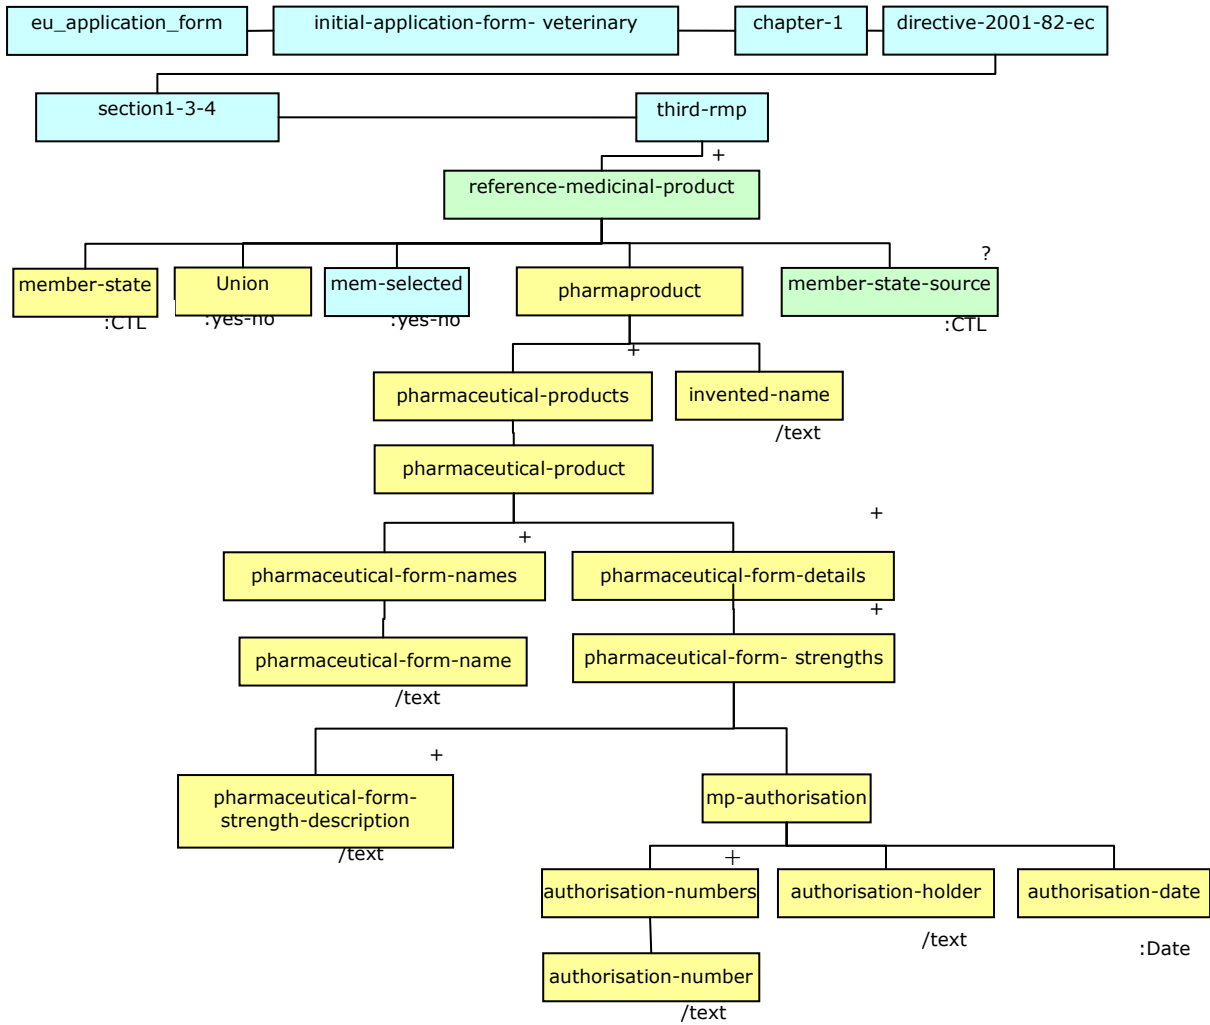 eu_application_form
initial-application-form- veterinary
chapter-1
directive-2001-82-ec
section1-3-4
third-rmp
+
reference-medicinal-product
?
member-state
Union
mem-selected
pharmaproduct
member-state-source
:CTL
:yes-no
:yes-no
:CTL
+
pharmaceutical-products
invented-name
/text
pharmaceutical-product
+
+
pharmaceutical-form-names
pharmaceutical-form-details
+
pharmaceutical-form-name
pharmaceutical-form- strengths
/text
+
pharmaceutical-form-
strength-description
mp-authorisation
/text
+
authorisation-numbers
authorisation-holder
authorisation-date
/text
:Date
authorisation-number
/text